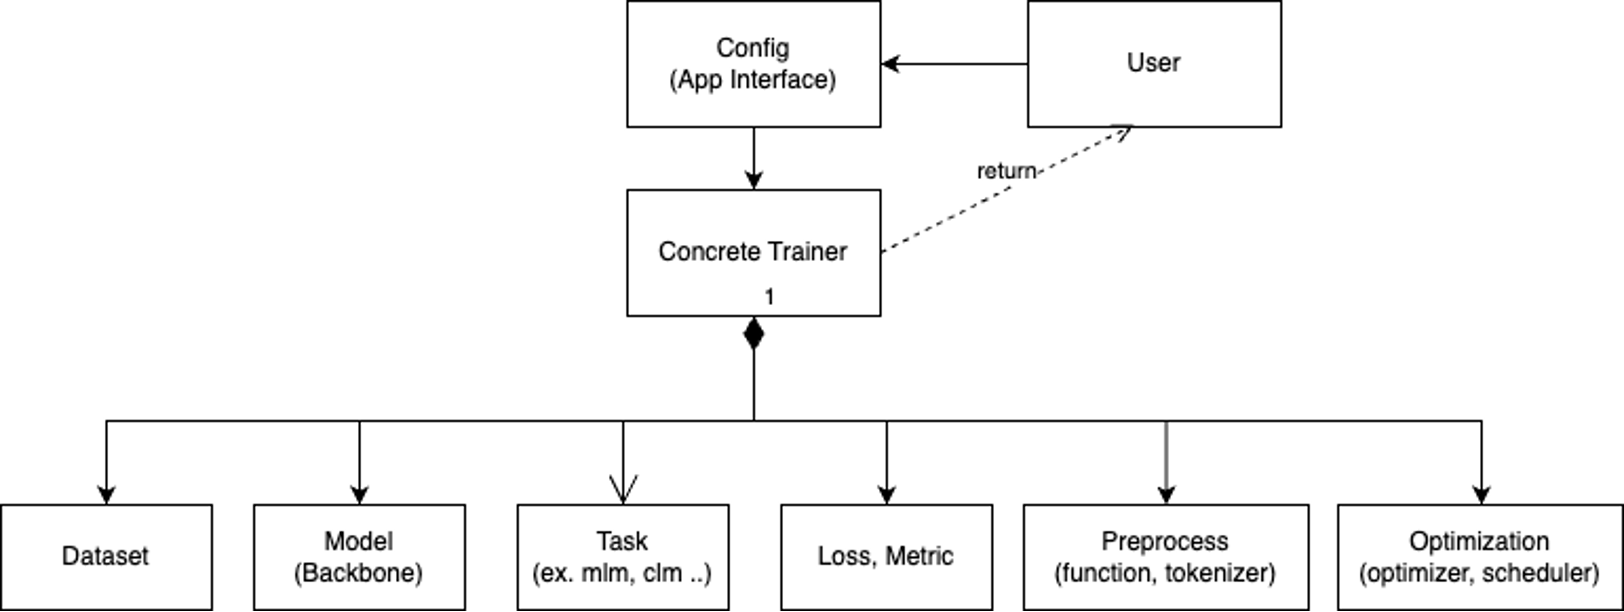 Config
(App Interface)
User
return
Concrete Trainer
1
Dataset
Model
(Backbone)
Task
(ex. mlm, clm ..)
Loss, Metric
Preprocess
(function, tokenizer)
Optimization
(optimizer, scheduler)